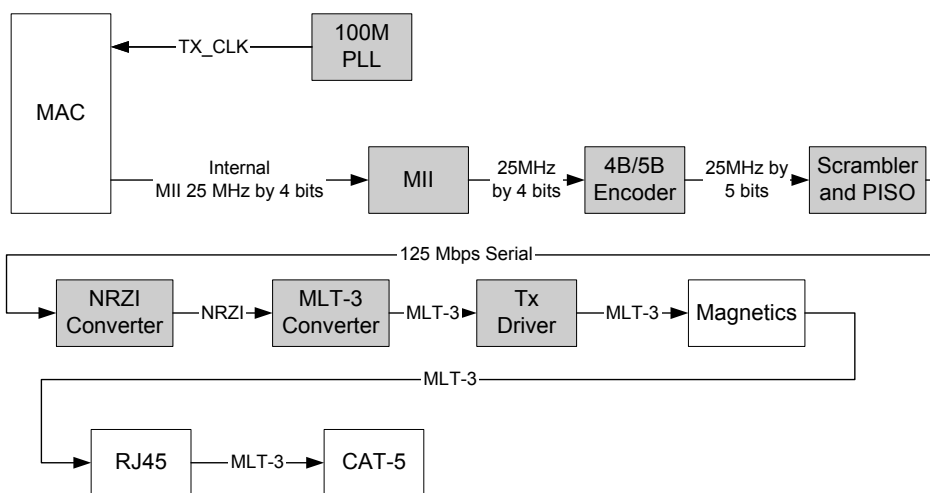 100M
PLL
TX_CLK
MAC
Internal
MII 25 MHz by 4 bits
MII
25MHz
by 4 bits
4B/5B
Encoder
25MHz by
5 bits
Scrambler
and PISO
125 Mbps Serial
NRZI
Converter
NRZI
MLT-3
Converter
MLT-3
Tx
Driver
MLT-3
Magnetics
MLT-3
RJ45
MLT-3
CAT-5